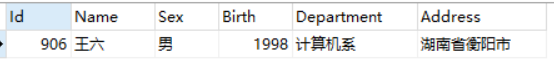 Id Name Sex Birth Department Address
906 王六 男 1998 计算机系 湖南省衡阳市